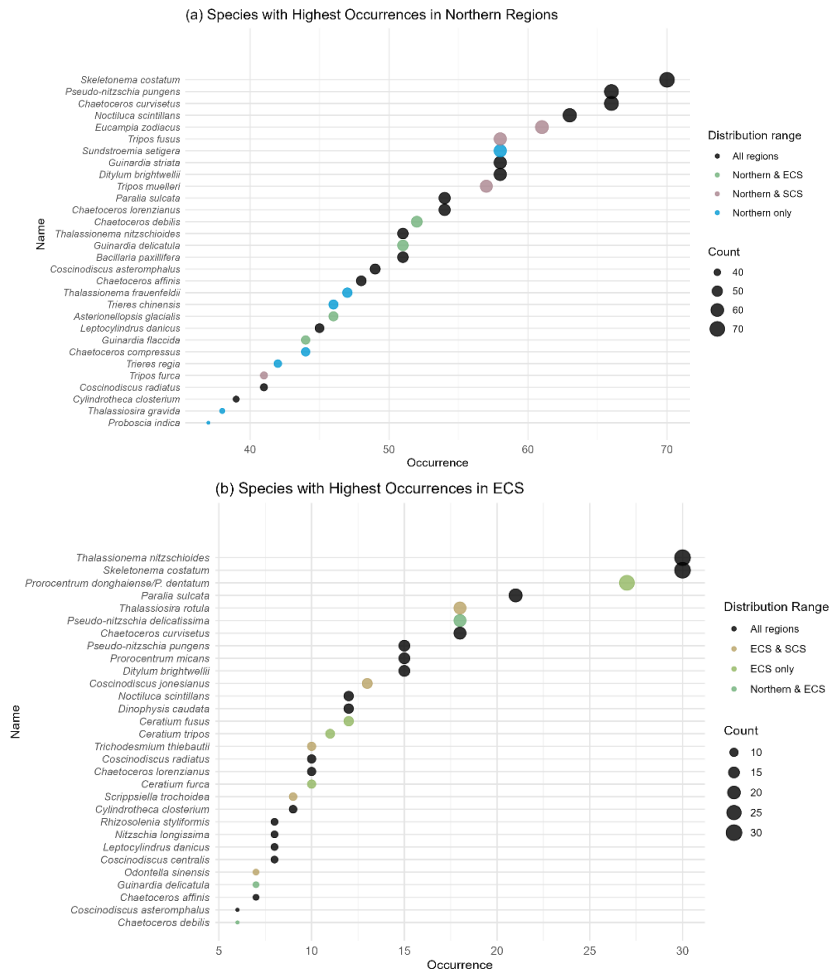 (a) Species with Highest Occurrences in Northern Regions
Name
Skeletonema costatum
Pseudo-nitzschia pungens
Chaetoceros curvisetus
Noctiluca scintillans
Eucampia zodiacus
Tripos fusus
Sundstroemia setigera
Guinardia striata
Ditylum brightwellii
Tripos muelleri
Paralia sulcata
Chaetoceros lorenzianus
Chaetoceros debilis
Thalassionema nitzschioides
Guinardia delicatula
Bacillaria paxillifera
Coscinodiscus asteromphalus
Chaetoceros affinis
Thalassionema frauenfeldii
Trieres chinensis
Asterionellopsis glacialis
Leptocylindrus danicus
Guinardia flaccida
Chaetoceros compressus
Trieres regia
Tripos furca
Coscinodiscus radiatus
Cylindrotheca closterium
Thalassiosira gravida
Proboscia indica
40 50 60 70
Occurrence
Distribution range
All regions
Northern & ECS
Northern & SCS
Northern only
Count
40
50
60
70
(b) Species with Highest Occurrences in ECS
Name
Thalassionema nitzschioides
Skeletonema costatum
Prorocentrum donghaiense/P. dentatum
Paralia sulcata
Thalassiosira rotula
Pseudo-nitzschia delicatissima
Chaetoceros curvisetus
Pseudo-nitzschia pungens
Prorocentrum micans
Ditylum brightwellii
Coscinodiscus jonesianus
Noctiluca scintillans
Dinophysis caudata
Ceratium fusus
Ceratium tripos
Trichodesmium thiebautii
Coscinodiscus radiatus
Chaetoceros lorenzianus
Ceratium furca
Scrippsiella trochoidea
Cylindrotheca closterium
Rhizosolenia styliformis
Nitzschia longissima
Leptocylindrus danicus
Coscinodiscus centralis
Odontella sinensis
Guinardia delicatula
Chaetoceros affinis
Coscinodiscus asteromphalus
Chaetoceros debilis
5 10 15 20 25 30
Occurrence
Distribution Range
All regions
ECS & SCS
ECS only
Northern & ECS
Count
10
15
20
25
30